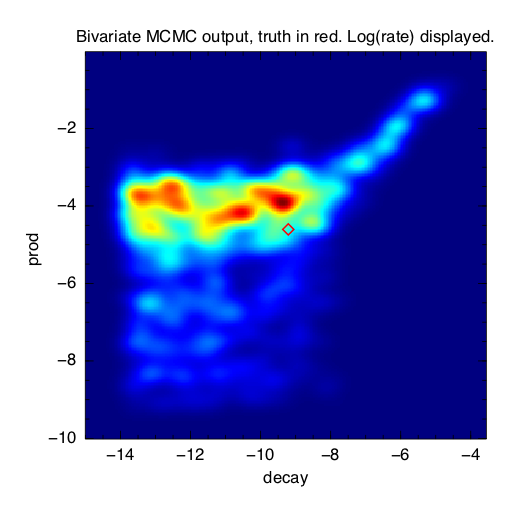 Bivariate MCMC output, truth in red. Log(rate) displayed.
−2
−4
−6
−8
−10
prod
−14 −12 −10 −8 −6 −4
decay